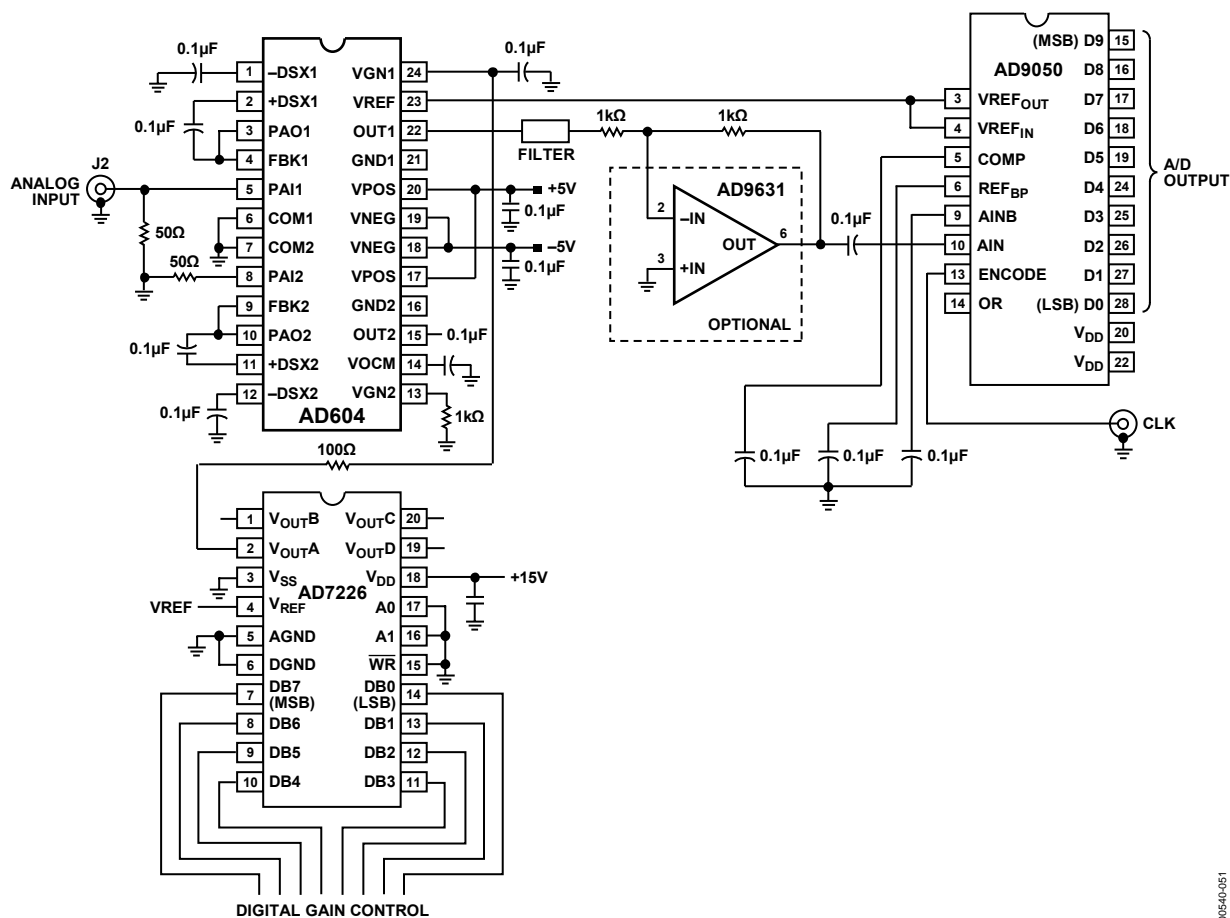 0.1µF
1 –DSX1
2 +DSX1
0.1µF
3 PAO1
4 FBK1
J2
ANALOG
INPUT
5 PAI1
6 COM1
50Ω
7 COM2
50Ω
8 PAI2
9 FBK2
10 PAO2
0.1µF
11 +DSX2
12 –DSX2
0.1µF
AD604
VGN1 24
0.1µF
VREF 23
OUT1 22
GND1 21
VPOS 20
+5V
0.1µF
VNEG 19
VNEG 18
–5V
0.1µF
VPOS 17
GND2 16
OUT2 15
0.1µF
VOCM 14
VGN2 13
1kΩ
FILTER
1kΩ
1kΩ
AD9631
2 –IN
OUT 6
3 +IN
OPTIONAL
0.1µF
AD9050
3 VREFOUT
4 VREFIN
5 COMP
6 REFBP
9 AINB
10 AIN
13 ENCODE
14 OR
(MSB) D9 15
D8 16
D7 17
D6 18
D5 19
D4 24
D3 25
D2 26
D1 27
(LSB) D0 28
VDD 20
VDD 22
A/D
OUTPUT
CLK
0.1µF
0.1µF
0.1µF
100Ω
1 VOUTB
2 VOUTA
3 VSS
VREF
4 VREF
5 AGND
6 DGND
7 DB7
(MSB)
8 DB6
9 DB5
10 DB4
AD7226
VOUTC 20
VOUTD 19
VDD 18
+15V
A0 17
A1 16
WR 15
DB0 14
(LSB)
DB1 13
DB2 12
DB3 11
DIGITAL GAIN CONTROL
00540-051